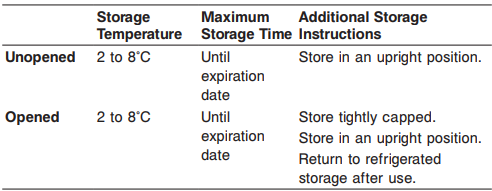 Storage Maximum Additional Storage
Temperature Storage Time Instructions
Unopened 2 to 8°C Until Store in an upright position.
expiration
date
Opened 2 to 8°C Until Store tightly capped.
expiration Store in an upright position.
date Return to refrigerated
storage after use.